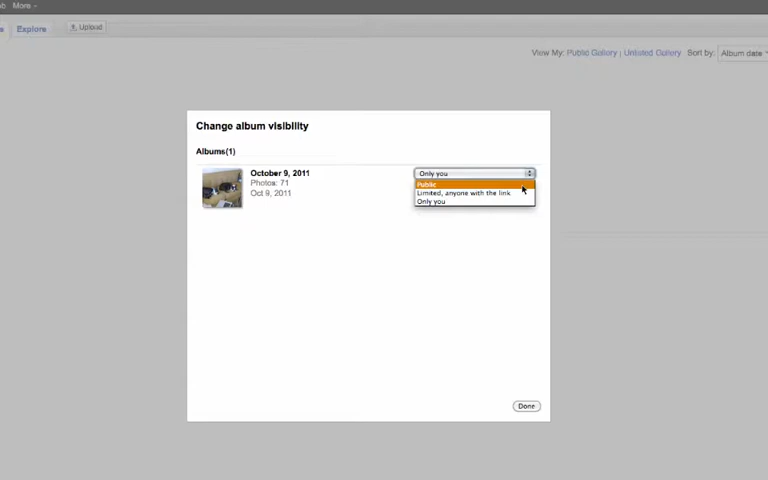 b More
s Explore Upload
View My: Public Gallery | Unlisted Gallery Sort by: Album date
Change album visibility
Albums(1)
October 9, 2011 Only you
Photos: 71 Public
Oct 9, 2011 Limited, anyone with the link
Only you
Done